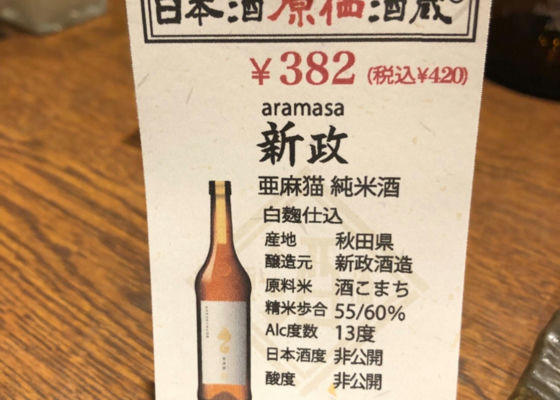 日本酒原価酒蔵®
¥382 (税込¥420)
aramasa
新政
亜麻猫 純米酒
白麹仕込
産地 秋田県
醸造元 新政酒造
原料米 酒こまち
精米歩合 55/60%
Alc度数 13度
日本酒度 非公開
酸度 非公開